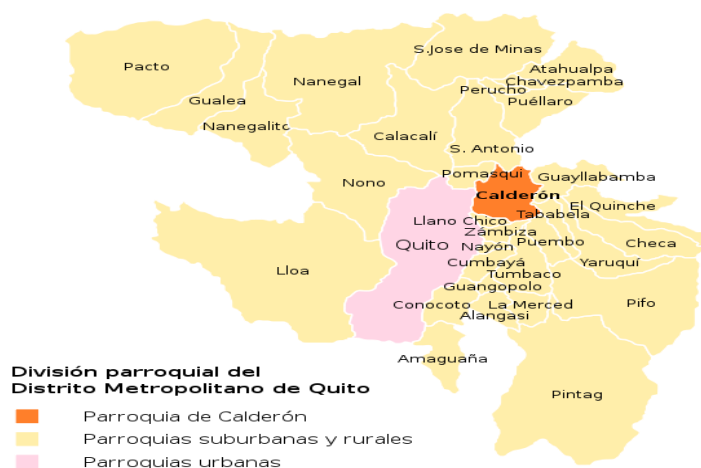 S.Jose de Minas
Pacto
Atahualpa
Nanegal
Chavezpamba
Perucho
Gualea
Puéllaro
Nanegalito
Calacalí
S. Antonio
Pomasqui
Guayllabamba
Nono
Calderón
El Quinche
Tababela
Llano Chico
Zámbiza
Quito
Nayón
Puembo
Checa
Cumbayá
Yaruquí
Lloa
Tumbaco
Guangopolo
Conocoto
La Merced
Pifo
Alangasi
Amaguaña
División parroquial del
Distrito Metropolitano de Quito
Pintag
Parroquia de Calderón
Parroquias suburbanas y rurales
Parroquias urbanas